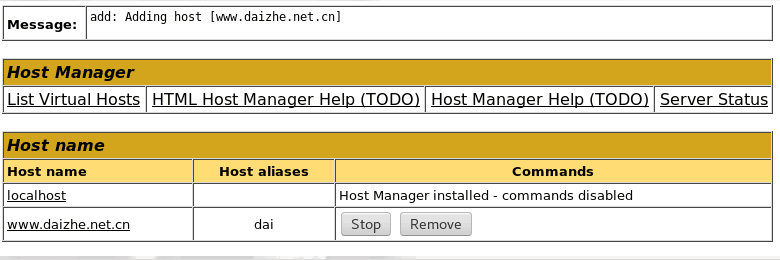 Message: add: Adding host [www.daizhe.net.cn]
Host Manager
List Virtual Hosts HTML Host Manager Help (TODO) Host Manager Help (TODO) Server Status
Host name
Host name Host aliases Commands
localhost Host Manager installed - commands disabled
www.daizhe.net.cn dai Stop Remove